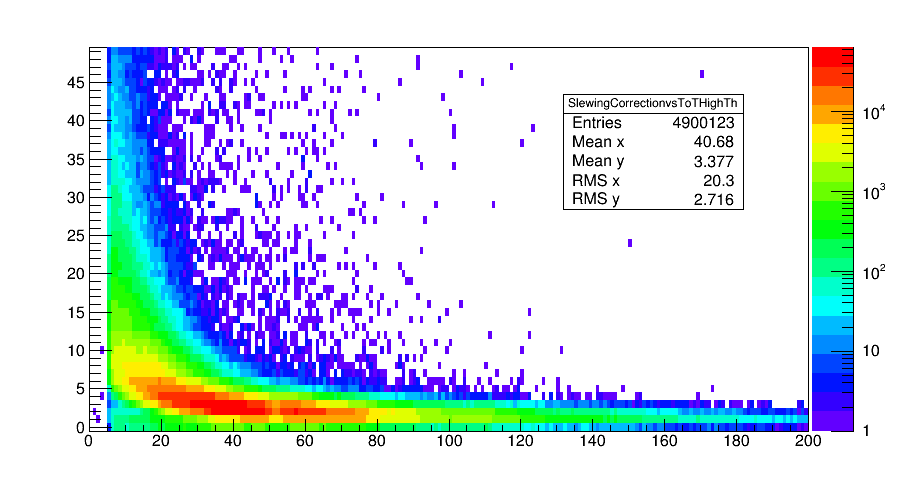 SlewingCorrectionvsToTHighTh
Entries 4900123
Mean x 40.68
Mean y 3.377
RMS x 20.3
RMS y 2.716
45
40
35
30
25
20
15
10
5
0
0 20 40 60 80 100 120 140 160 180 200
10^4
10^3
10^2
10
1